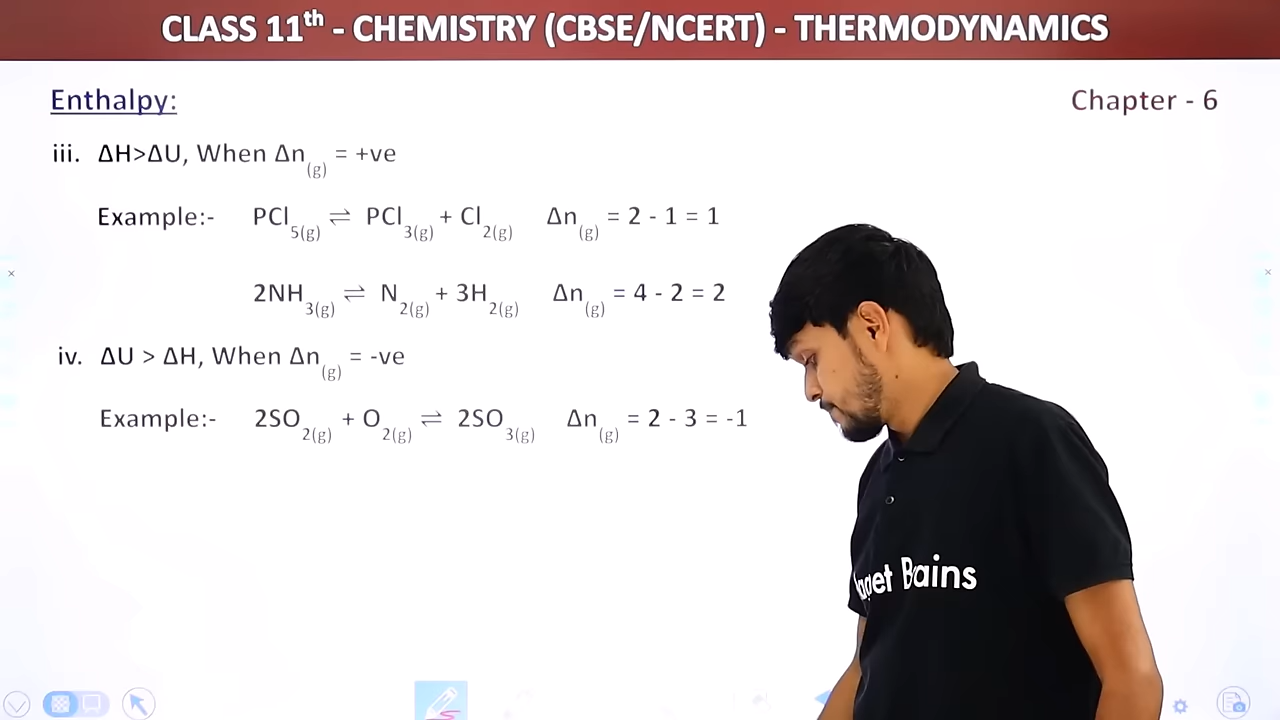 CLASS 11th - CHEMISTRY (CBSE/NCERT) - THERMODYNAMICS
Enthalpy:
Chapter - 6
iii. ΔH>ΔU, When Δn(g) = +ve
Example:- PCl5(g) ⇌ PCl3(g) + Cl2(g) Δn(g) = 2 - 1 = 1
2NH3(g) ⇌ N2(g) + 3H2(g) Δn(g) = 4 - 2 = 2
iv. ΔU > ΔH, When Δn(g) = -ve
Example:- 2SO2(g) + O2(g) ⇌ 2SO3(g) Δn(g) = 2 - 3 = -1
Brains